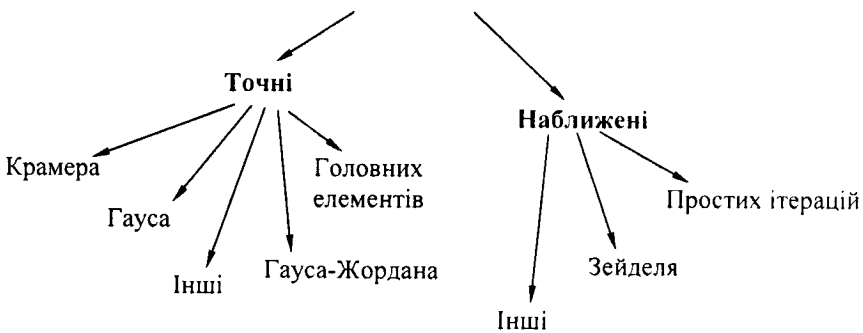 Точні
Наближені
Крамера
Гауса
Інші
Гауса-Жордана
Головних
елементів
Інші
Зейделя
Простих ітерацій